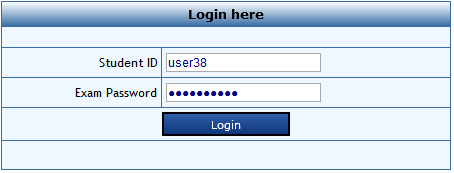 Login here
Student ID user38
Exam Password ●●●●●●●●●●
Login